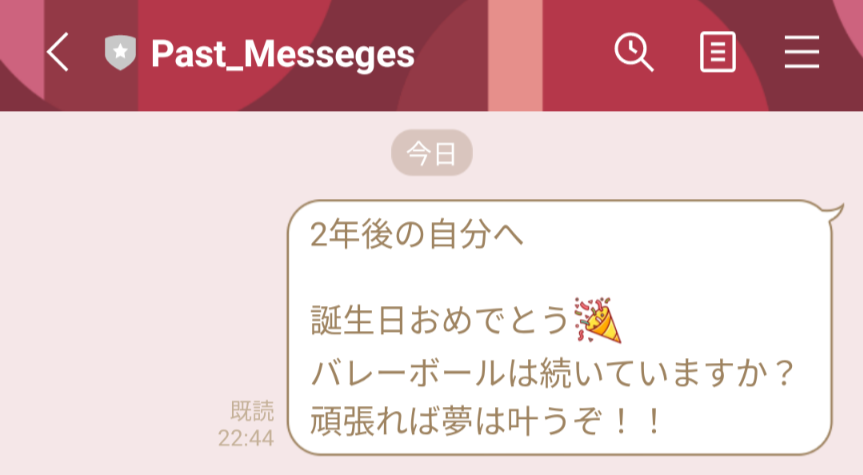 Past_Messeges
今日
2年後の自分へ
誕生日おめでとう🎉
バレーボールは続いていますか？
頑張れば夢は叶うぞ！！
既読
22:44